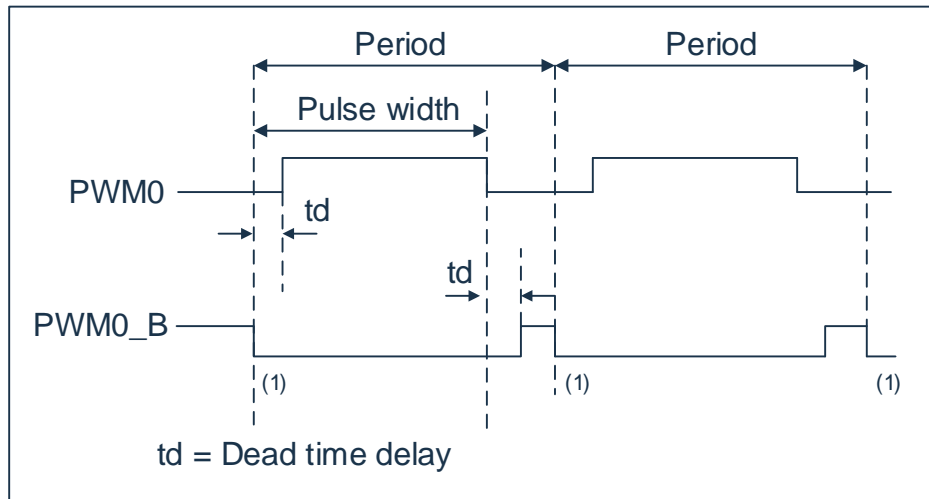 Period Period
Pulse width
PWM0
td
td
PWM0_B
(1) (1) (1)
td = Dead time delay